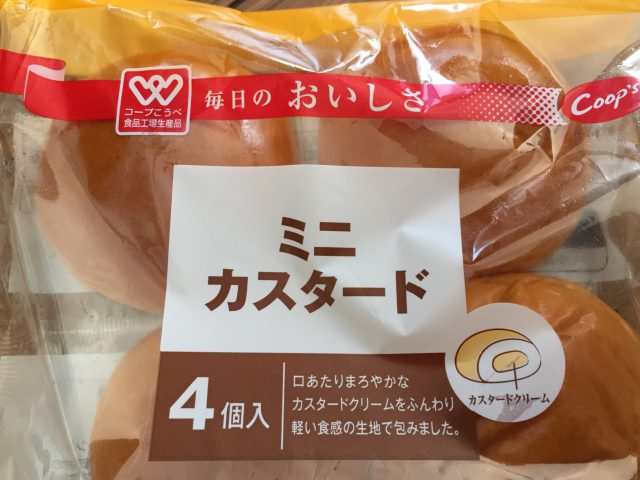 毎日の おいしさ
Coop's
コープこうべ
食品工場生産品
ミニ
カスタード
4個入
口あたりまろやかな
カスタードクリームをふんわり
軽い食感の生地で包みました。
カスタードクリーム